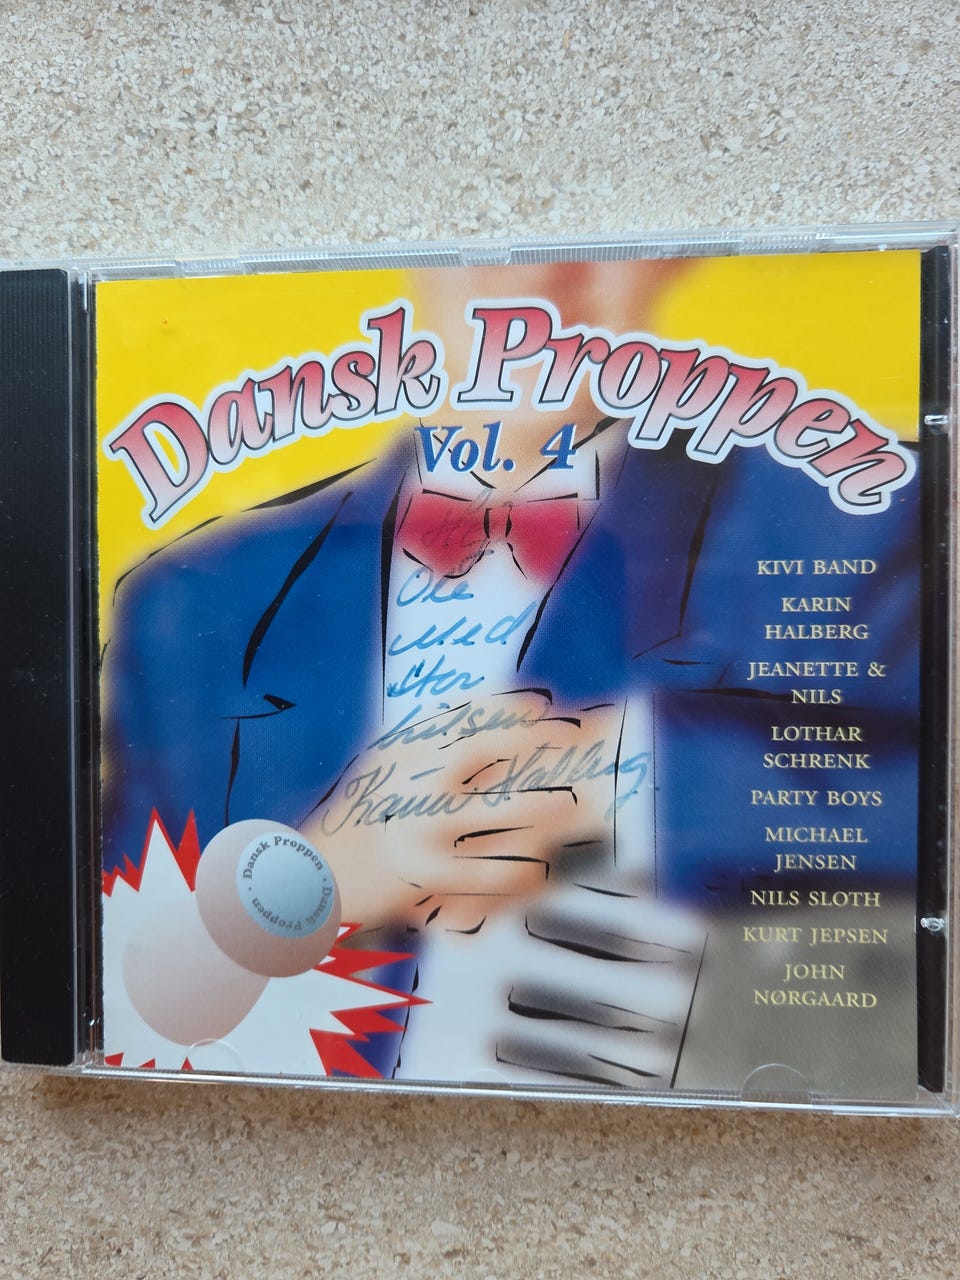 Dansk Proppen
Vol. 4
Ole
med
stor
hilsen
Karin Halberg
KIVI BAND
KARIN
HALBERG
JEANETTE &
NILS
LOTHAR
SCHRENK
PARTY BOYS
MICHAEL
JENSEN
NILS SLOTH
KURT JEPSEN
JOHN
NØRGAARD
Dansk Proppen · Dansk Proppen ·